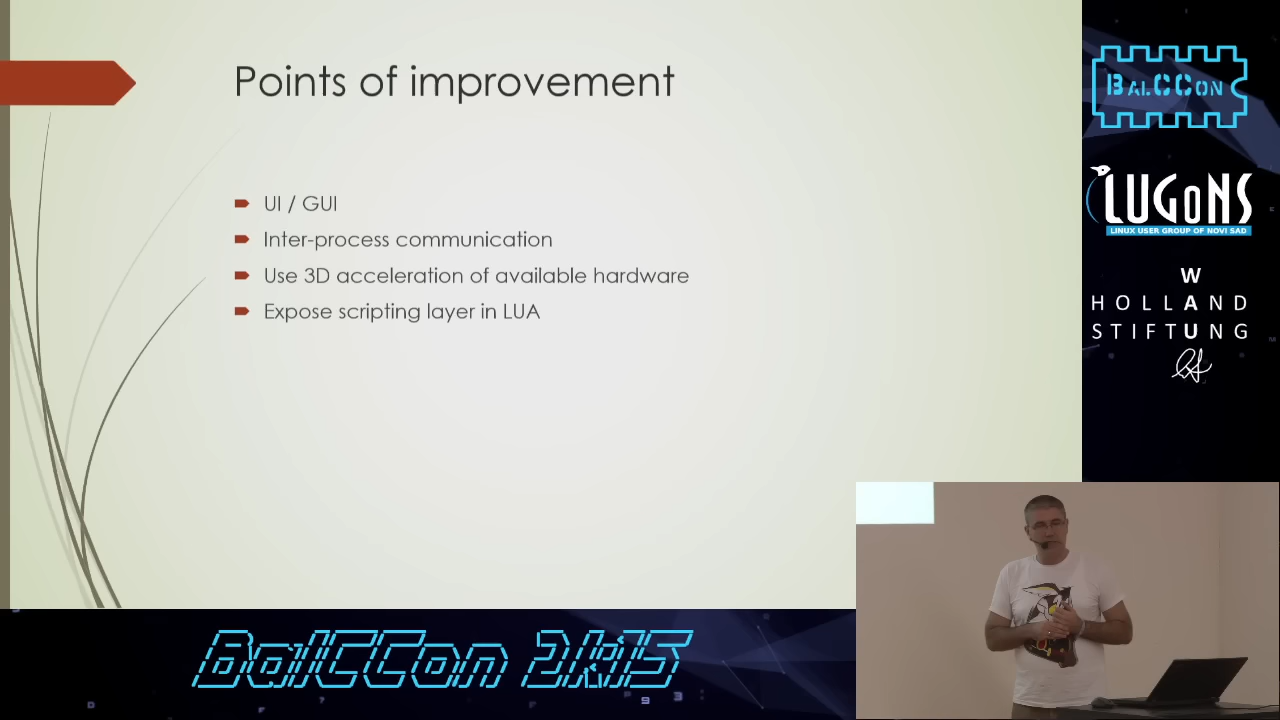 Points of improvement
UI / GUI
Inter-process communication
Use 3D acceleration of available hardware
Expose scripting layer in LUA
BALCCON
LUGONS
LINUX USER GROUP OF NOVI SAD
W
HOLLAND
STIFTUNG
BalCCon 2k15